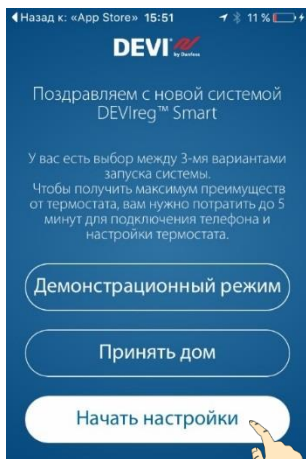 Назад к: «App Store» 15:51 11 %
DEVI
by Danfoss
Поздравляем с новой системой
DEVIreg™ Smart
У вас есть выбор между 3-мя вариантами
запуска системы.
Чтобы получить максимум преимуществ
от термостата, вам нужно потратить до 5
минут для подключения телефона и
настройки термостата.
Демонстрационный режим
Принять дом
Начать настройки